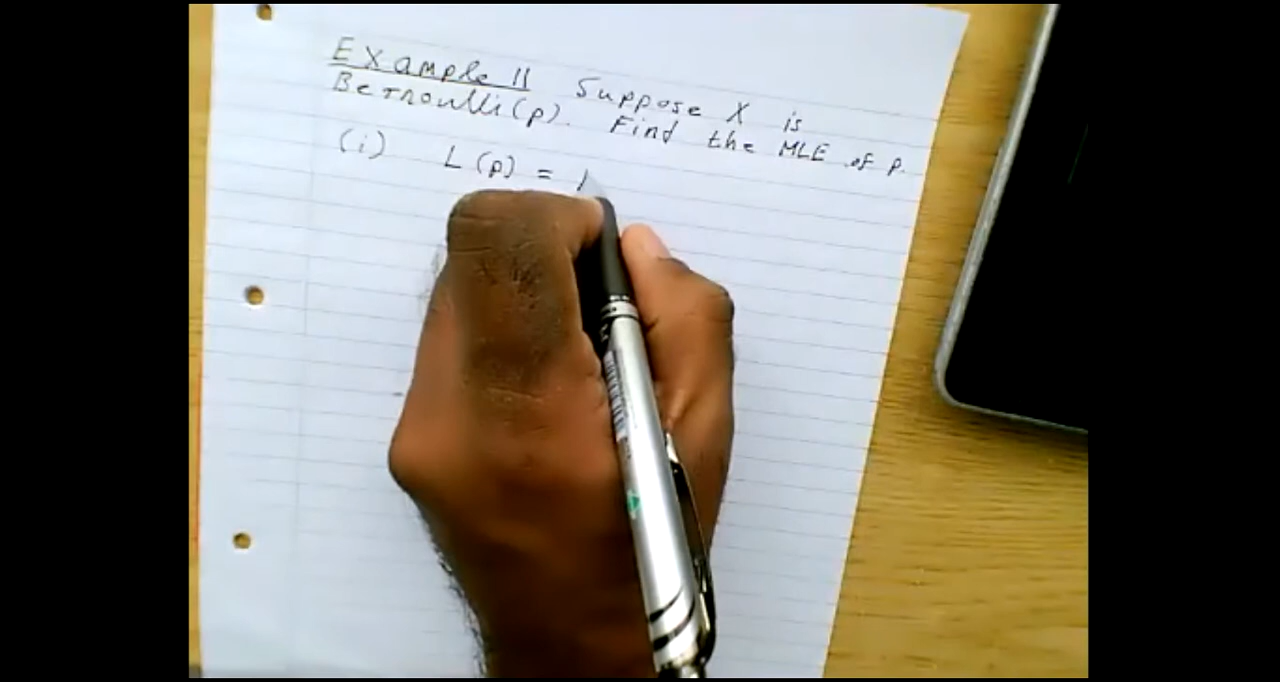 Example 11 Suppose X is
Bernoulli(p). Find the MLE of p.
(i) L(p) =